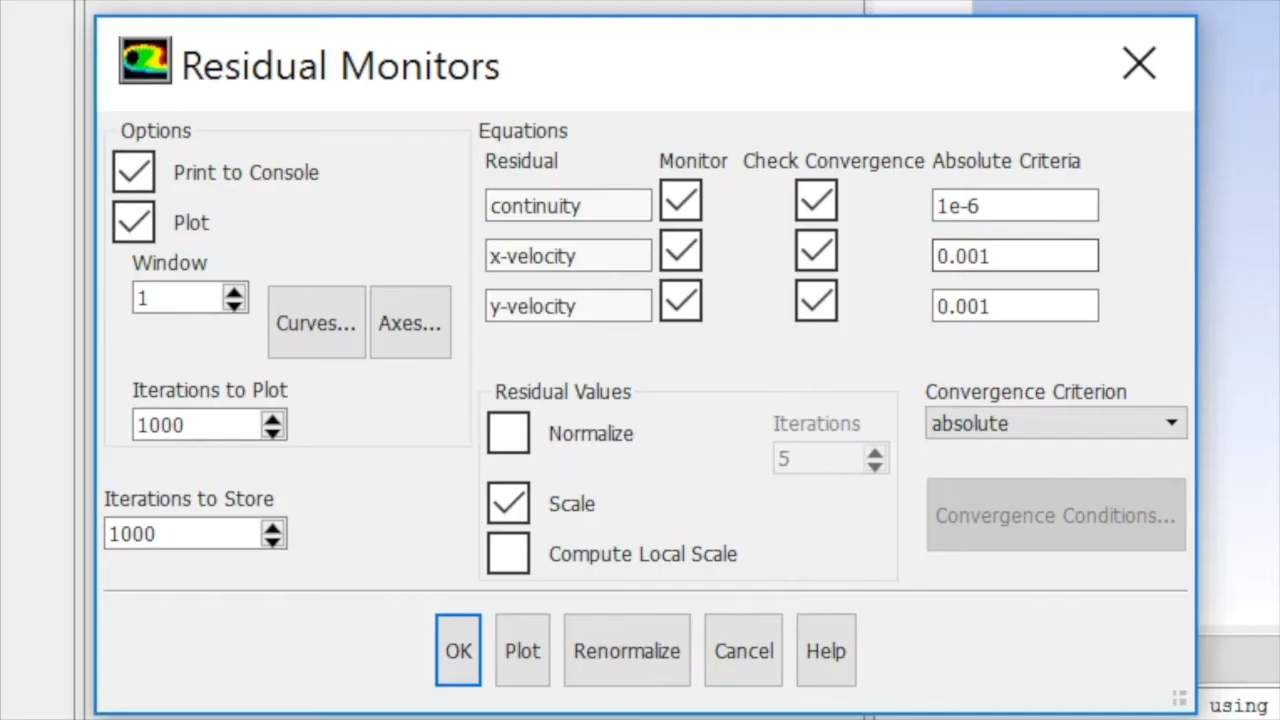 Residual Monitors
Options
Print to Console
Plot
Window
1
Curves...
Axes...
Iterations to Plot
1000
Iterations to Store
1000
Equations
Residual Monitor Check Convergence Absolute Criteria
continuity 1e-6
x-velocity 0.001
y-velocity 0.001
Residual Values
Normalize
Iterations
5
Scale
Compute Local Scale
Convergence Criterion
absolute
Convergence Conditions...
OK Plot Renormalize Cancel Help
using